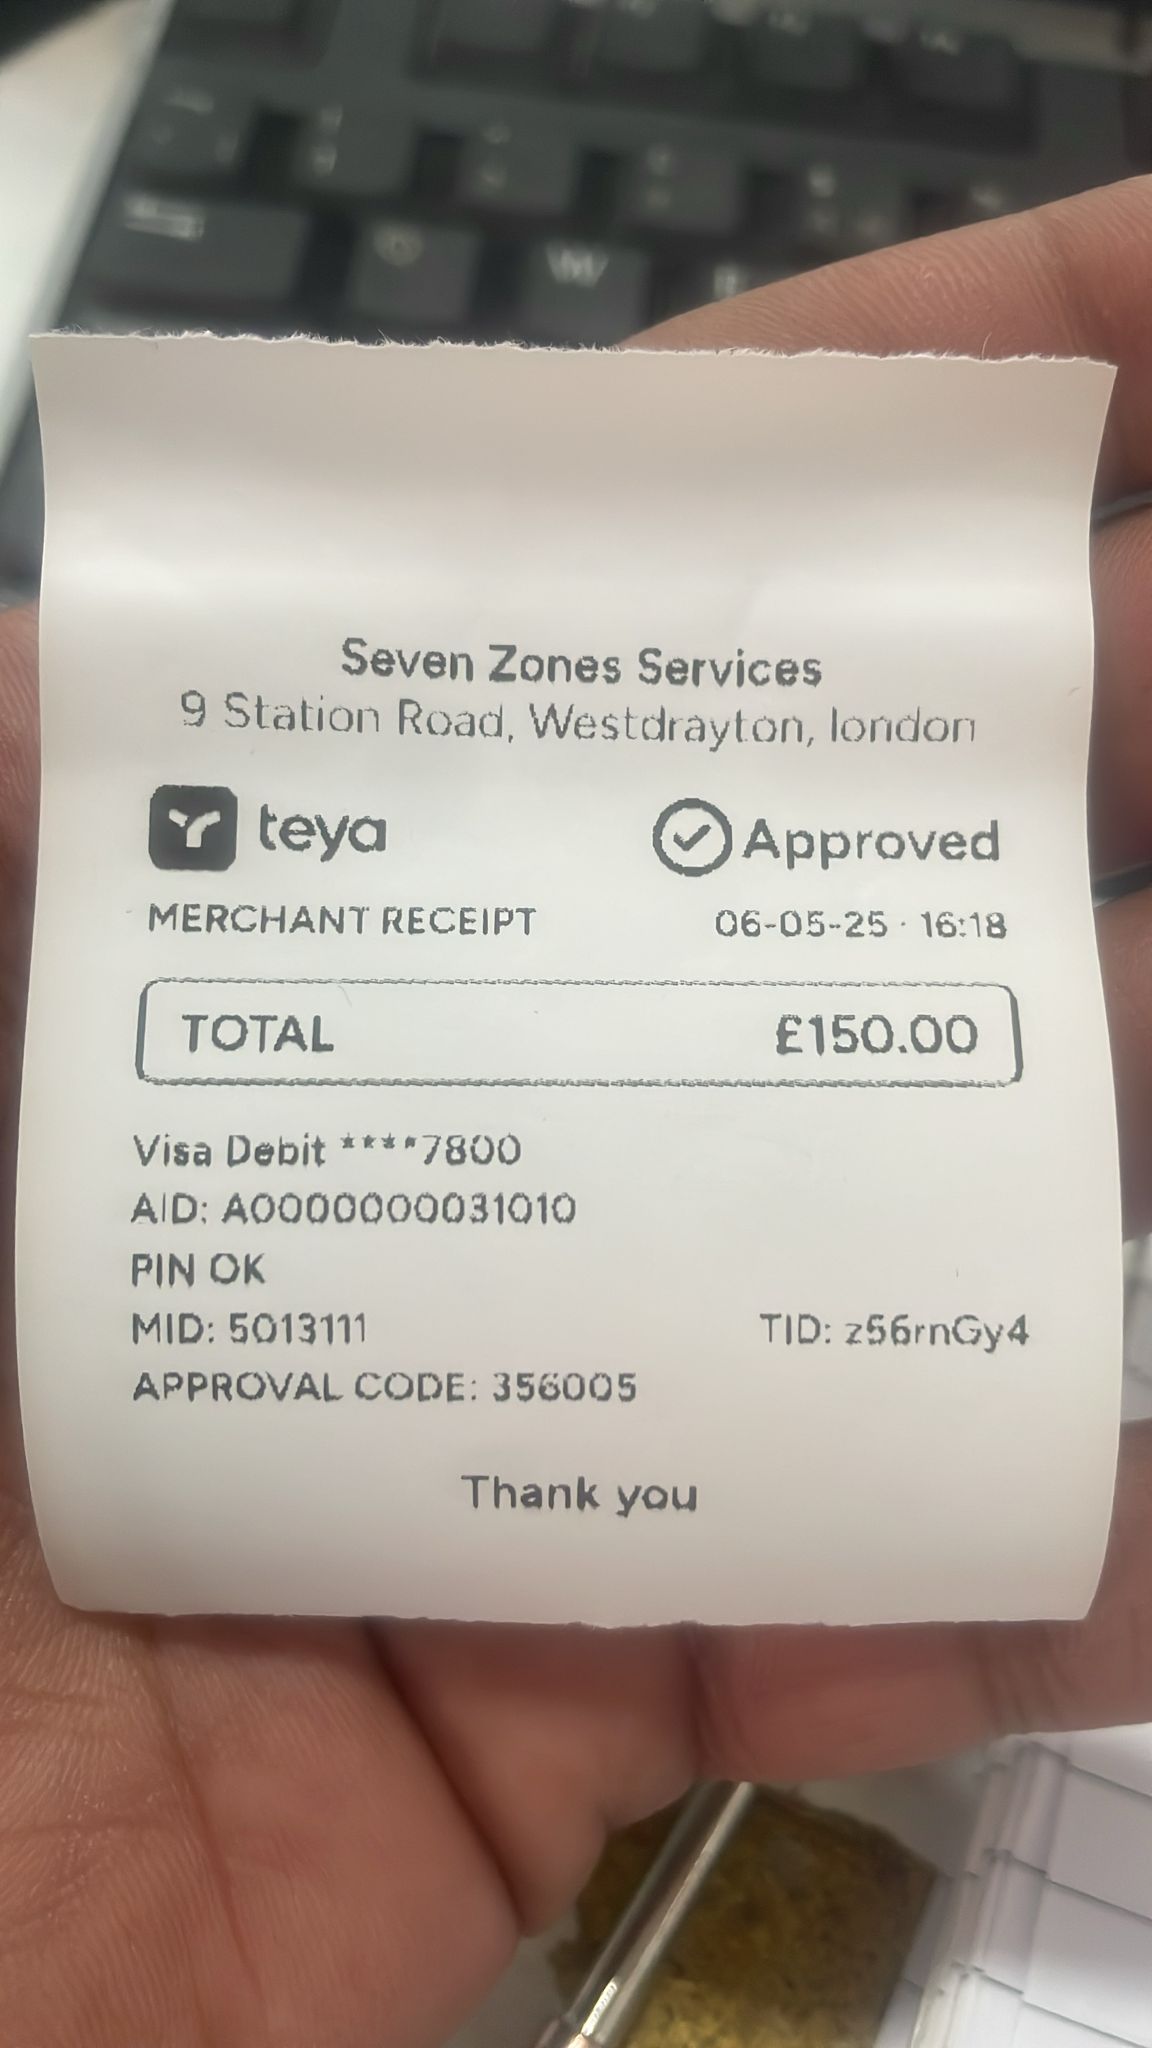 Seven Zones Services
9 Station Road, Westdrayton, london
teya Approved
MERCHANT RECEIPT 06-05-25 · 16:18
TOTAL £150.00
Visa Debit ****7800
AID: A0000000031010
PIN OK
MID: 5013111 TID: z56rnGy4
APPROVAL CODE: 356005
Thank you